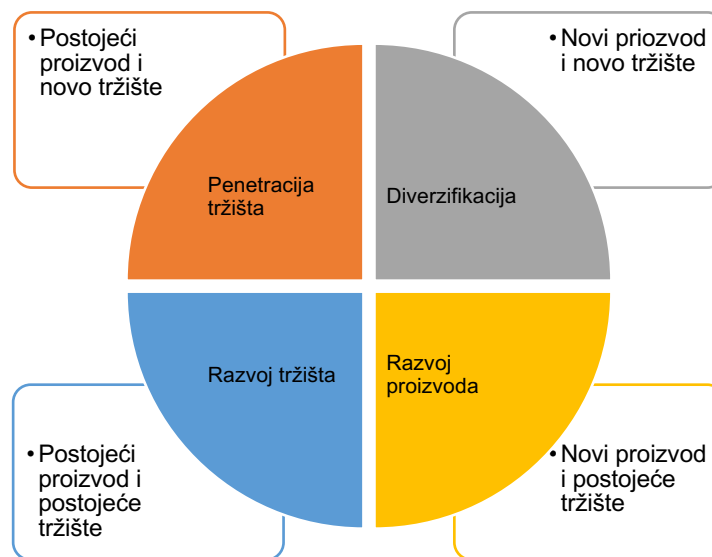 •Postojeći
proizvod i
novo tržište
•Novi priozvod
i novo tržište
Penetracija
tržišta
Diverzifikacija
Razvoj tržišta
Razvoj
proizvoda
•Postojeći
proizvod i
postojeće
tržište
•Novi proizvod
i postojeće
tržište